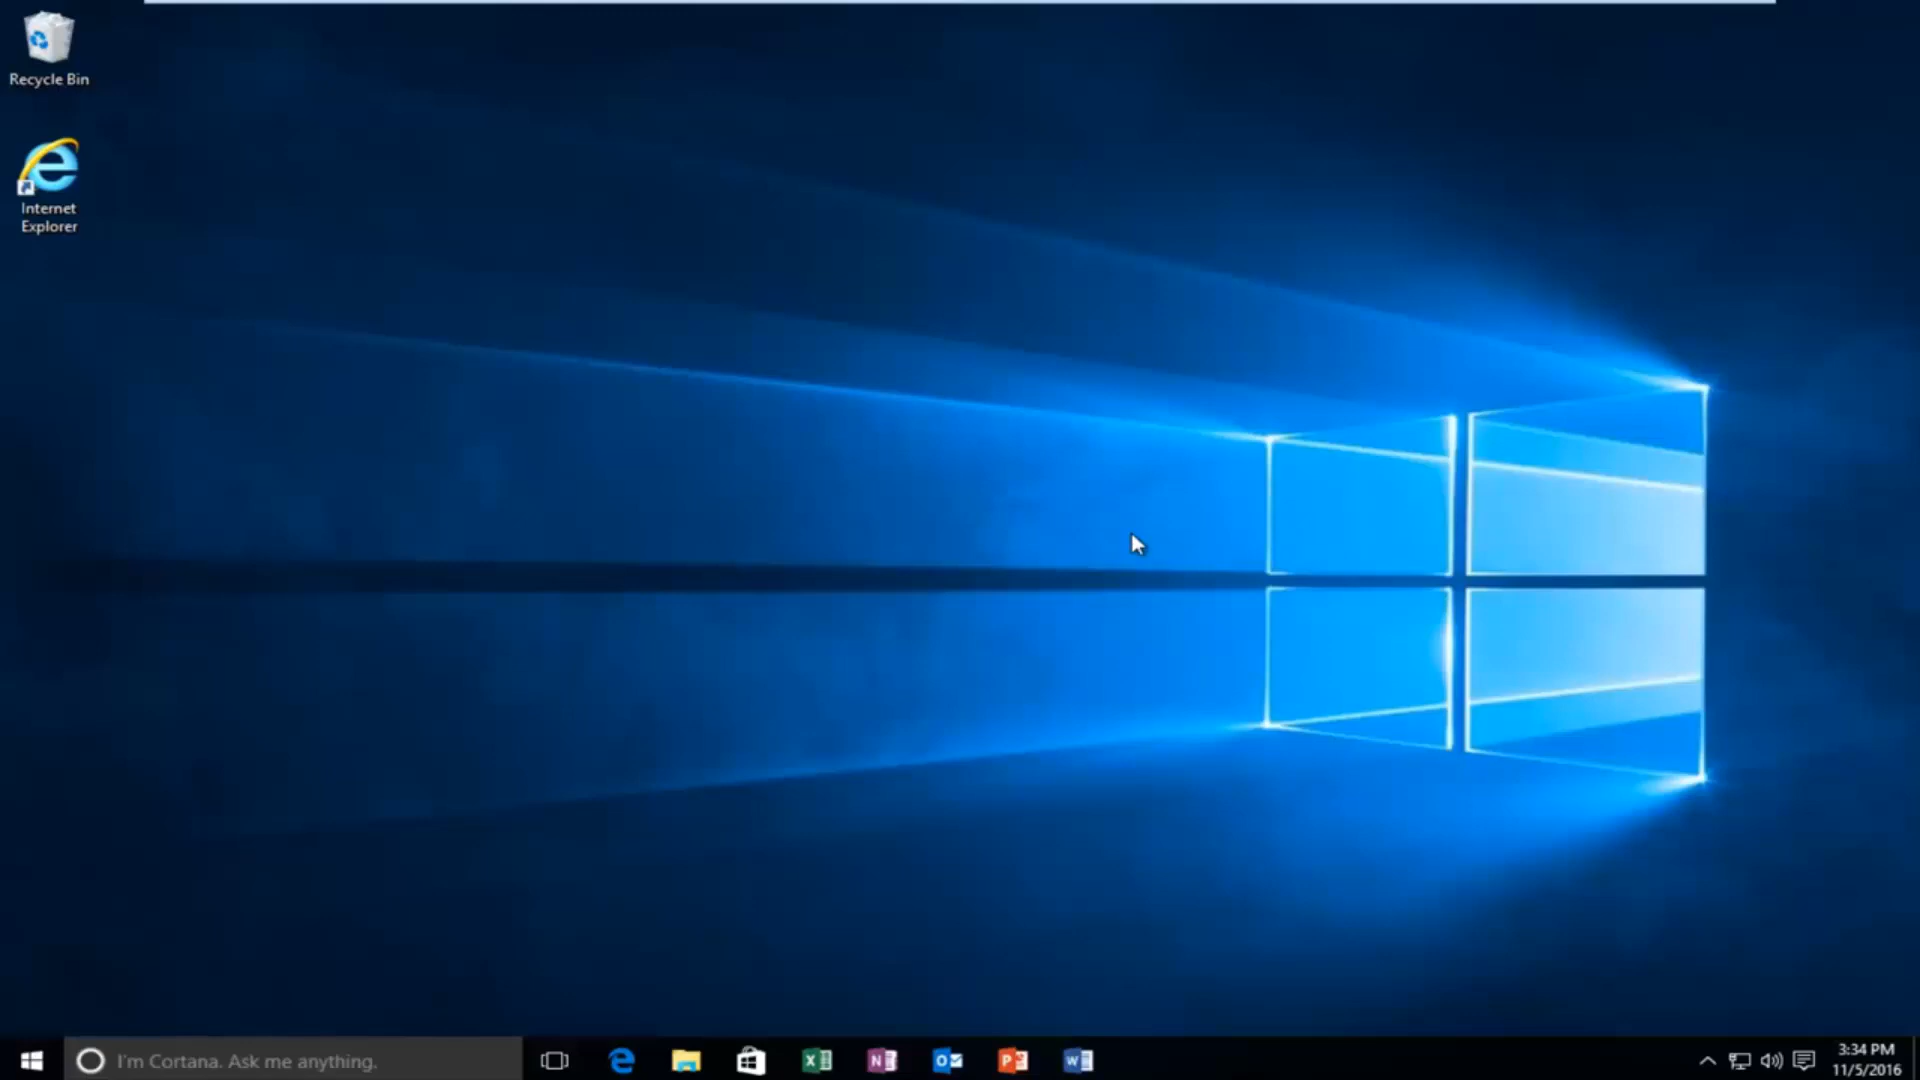 Recycle Bin
Internet
Explorer
I'm Cortana. Ask me anything.
3:34 PM
11/5/2016